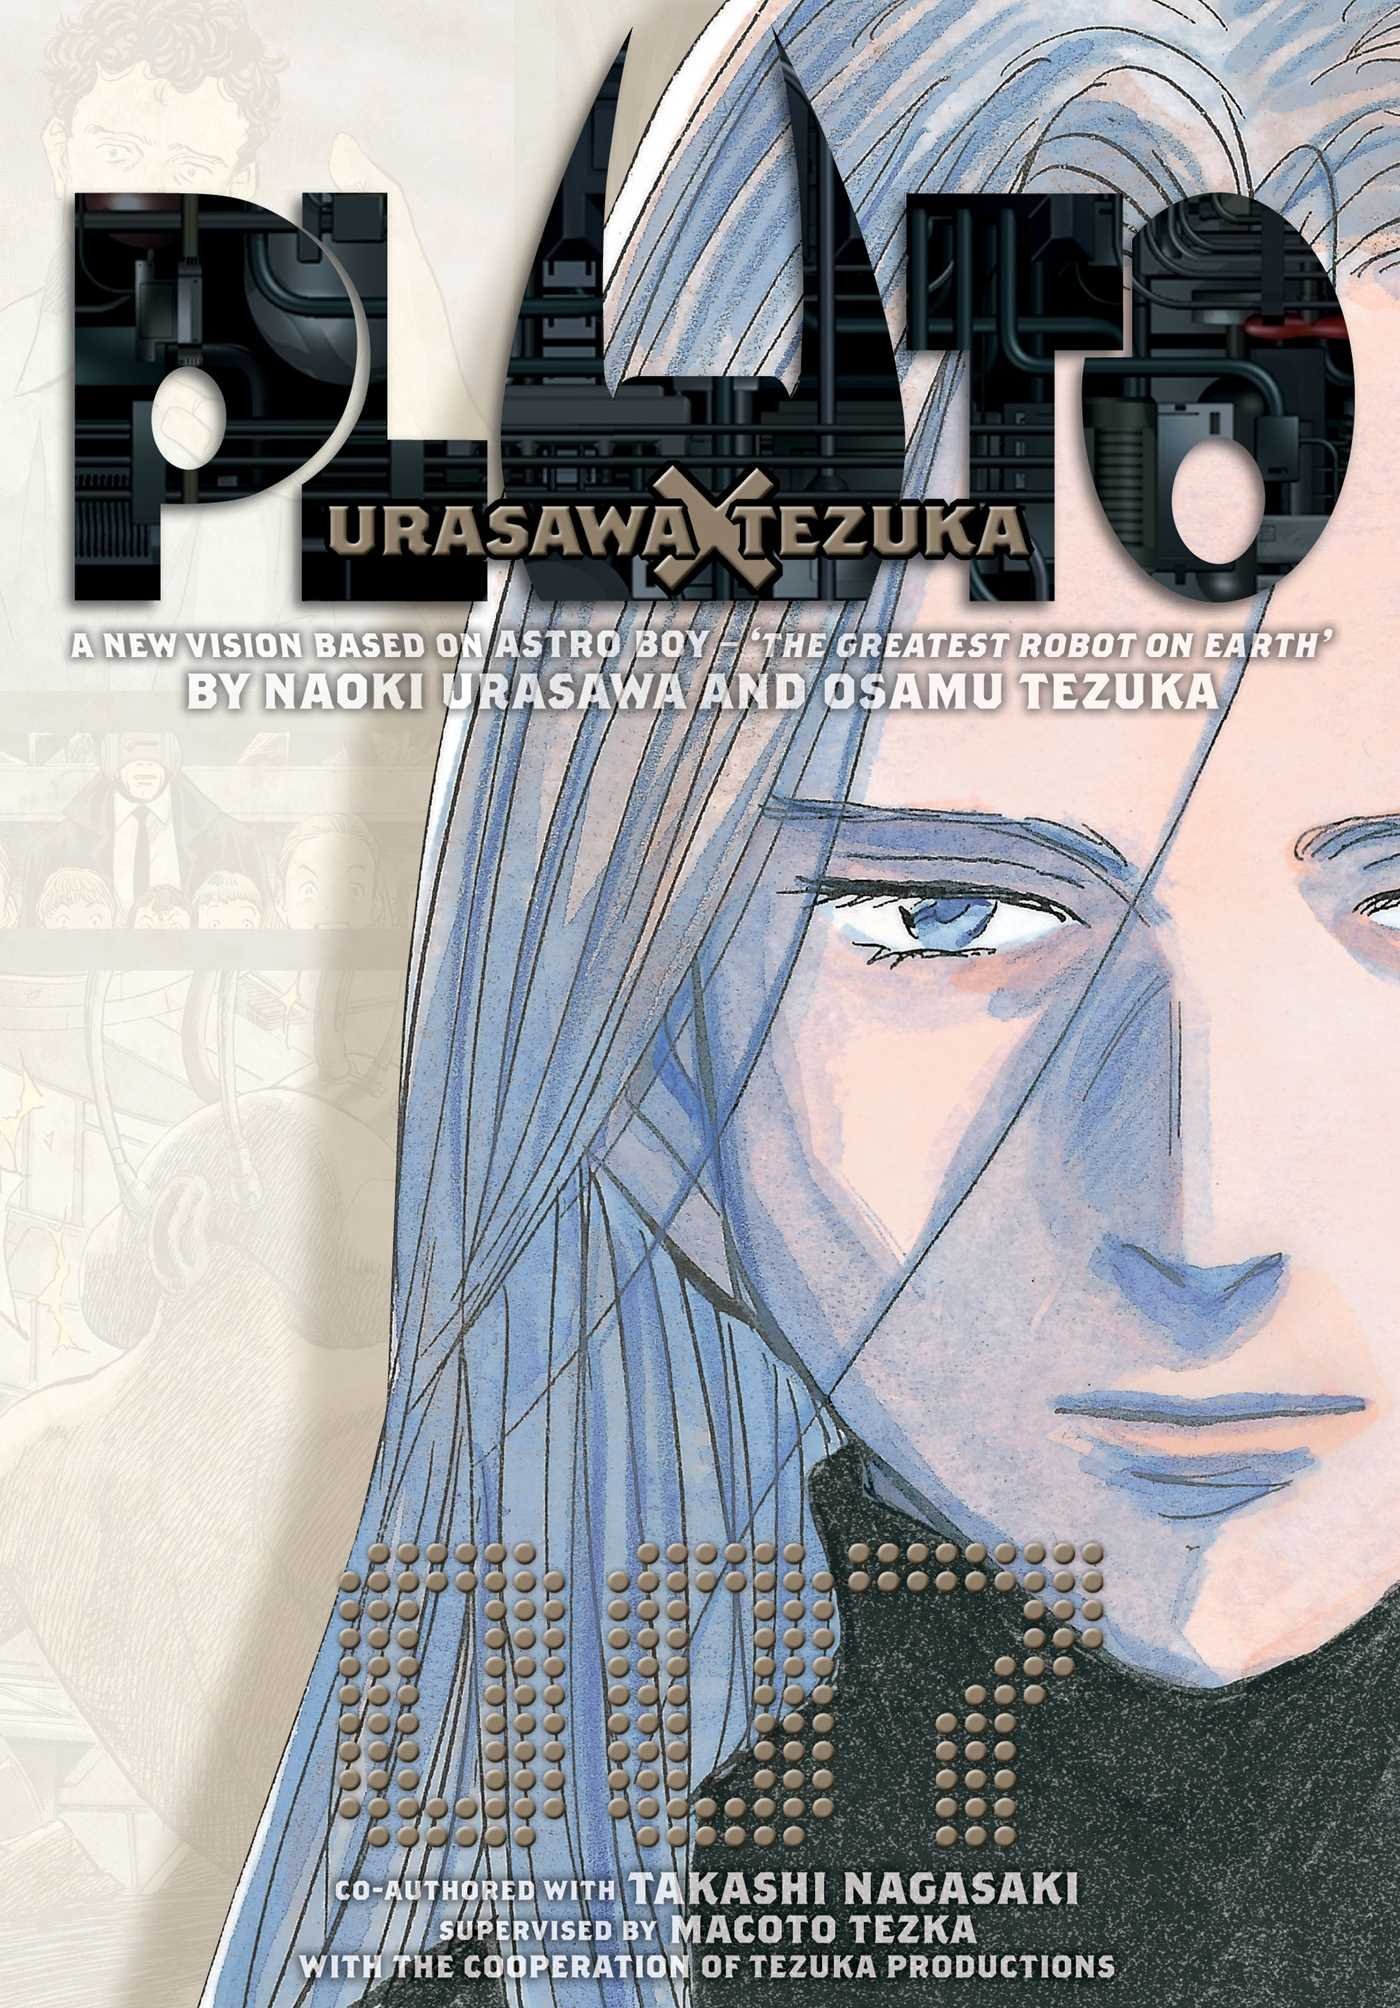 PLUTO
URASAWA X TEZUKA
A NEW VISION BASED ON ASTRO BOY – ‘THE GREATEST ROBOT ON EARTH’
BY NAOKI URASAWA AND OSAMU TEZUKA
007
CO-AUTHORED WITH TAKASHI NAGASAKI
SUPERVISED BY MACOTO TEZKA
WITH THE COOPERATION OF TEZUKA PRODUCTIONS